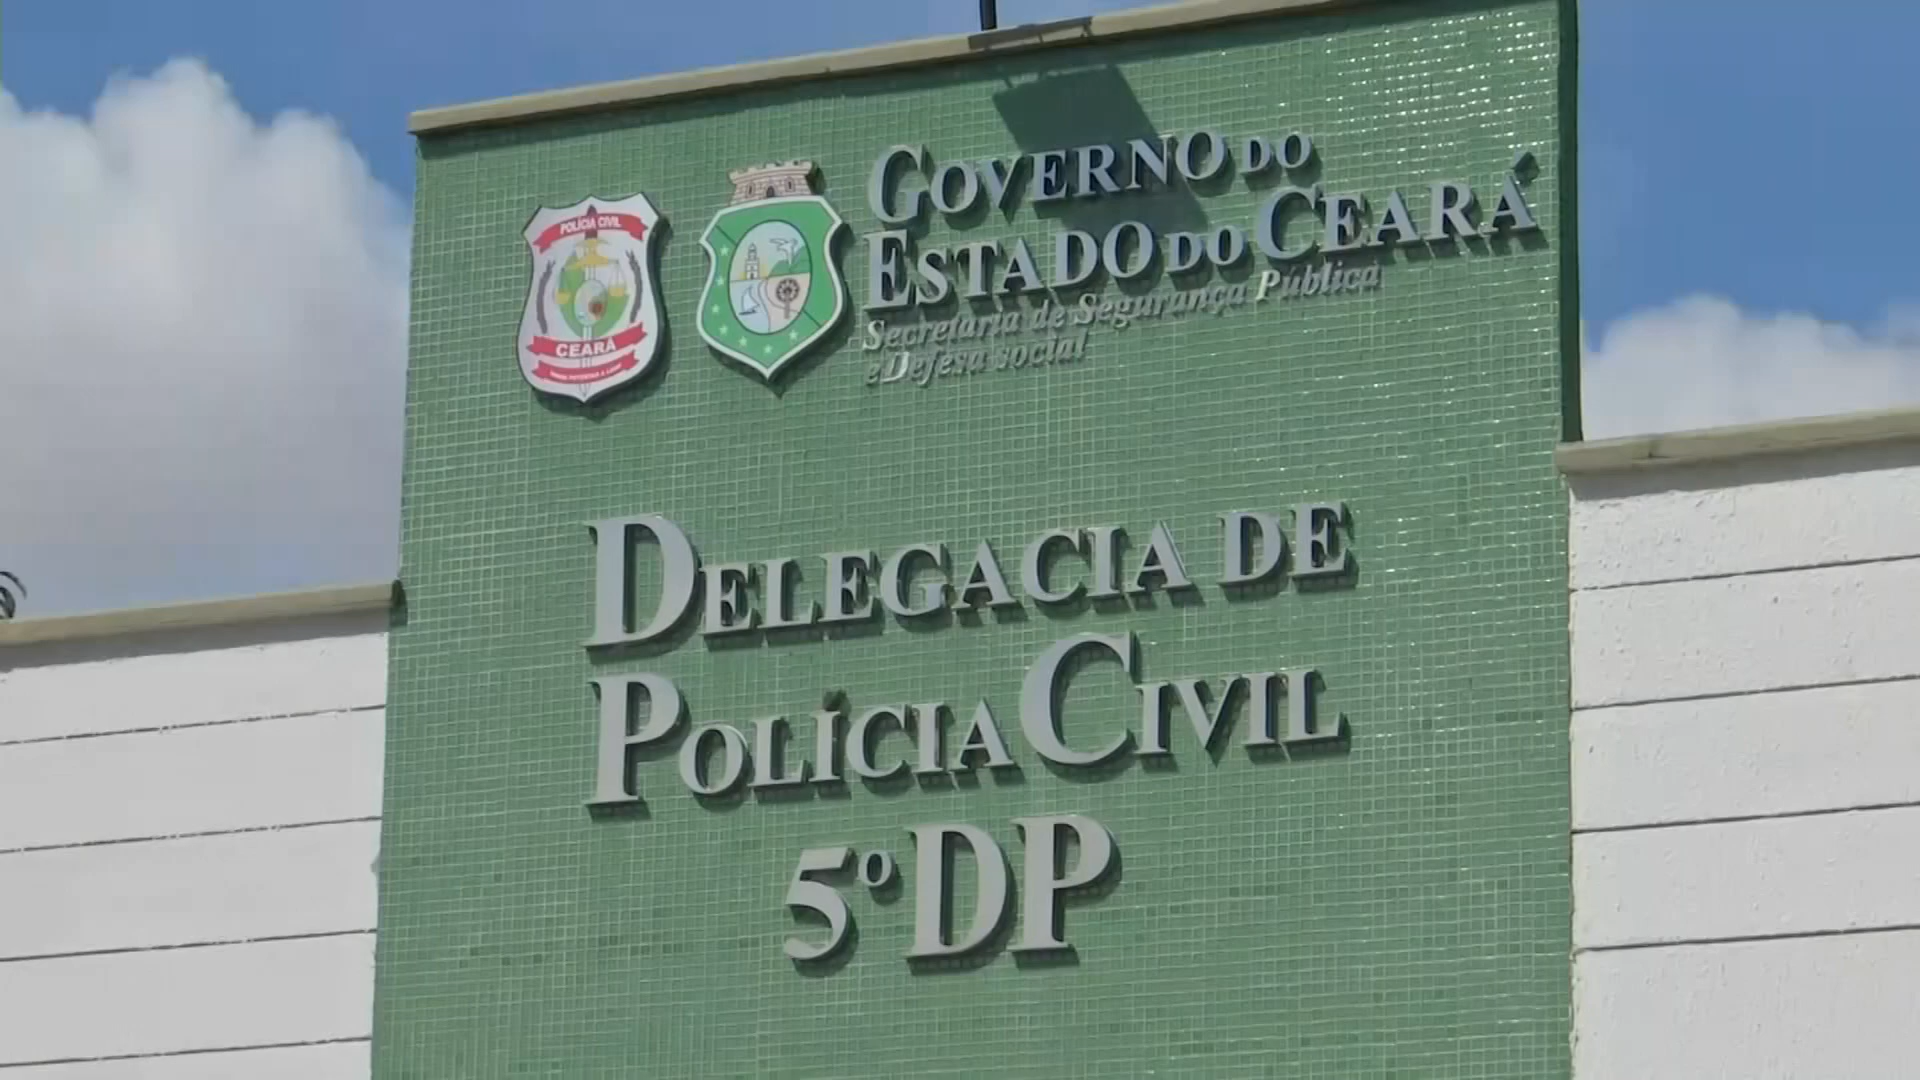 POLÍCIA CIVIL
CEARÁ
GOVERNO DO
ESTADO DO CEARÁ
Secretaria de Segurança Pública
e Defesa social
DELEGACIA DE
POLÍCIA CIVIL
5º DP